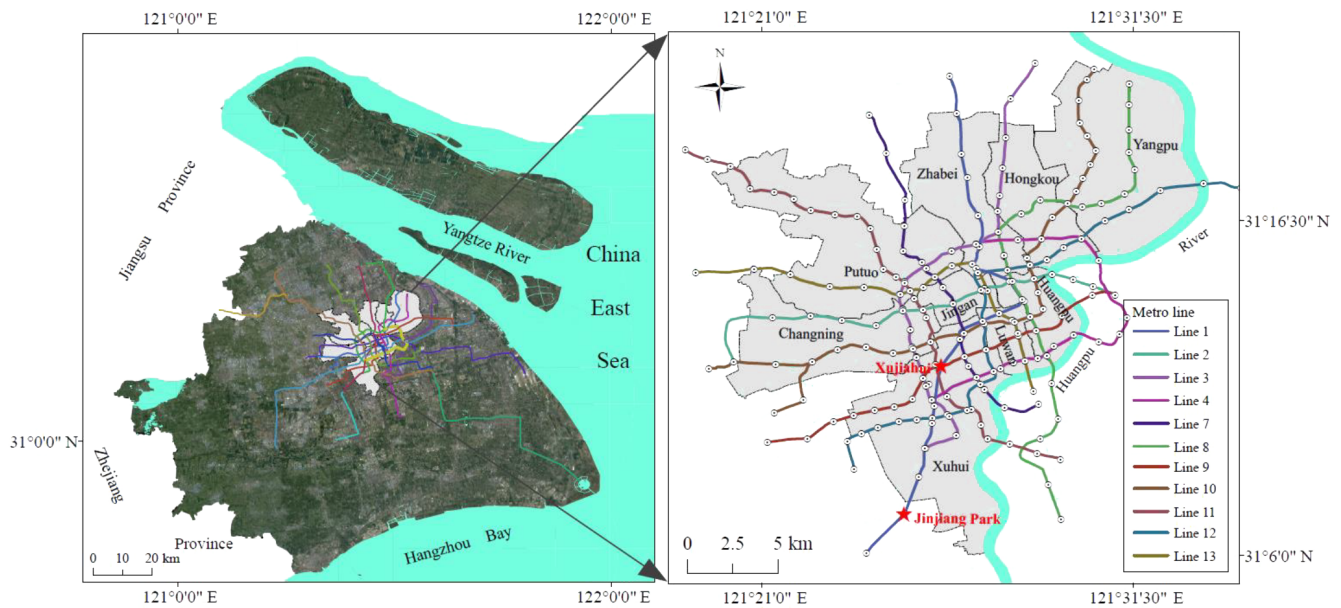 121°0'0" E
122°0'0" E
121°21'0" E
121°31'30" E
N
Jiangsu
Province
Yangtze River
China
East
Sea
31°0'0" N
Zhejiang
Province
Hangzhou Bay
0 10 20 km
121°0'0" E
122°0'0" E
Zhabei
Hongkou
Yangpu
31°16'30" N
River
Putuo
Jingan
Huangpu
Changning
Luwan
Huangpu
Xujiahui
Xuhui
Jinjiang Park
0 2.5 5 km
Metro line
Line 1
Line 2
Line 3
Line 4
Line 7
Line 8
Line 9
Line 10
Line 11
Line 12
Line 13
31°6'0" N
121°21'0" E
121°31'30" E